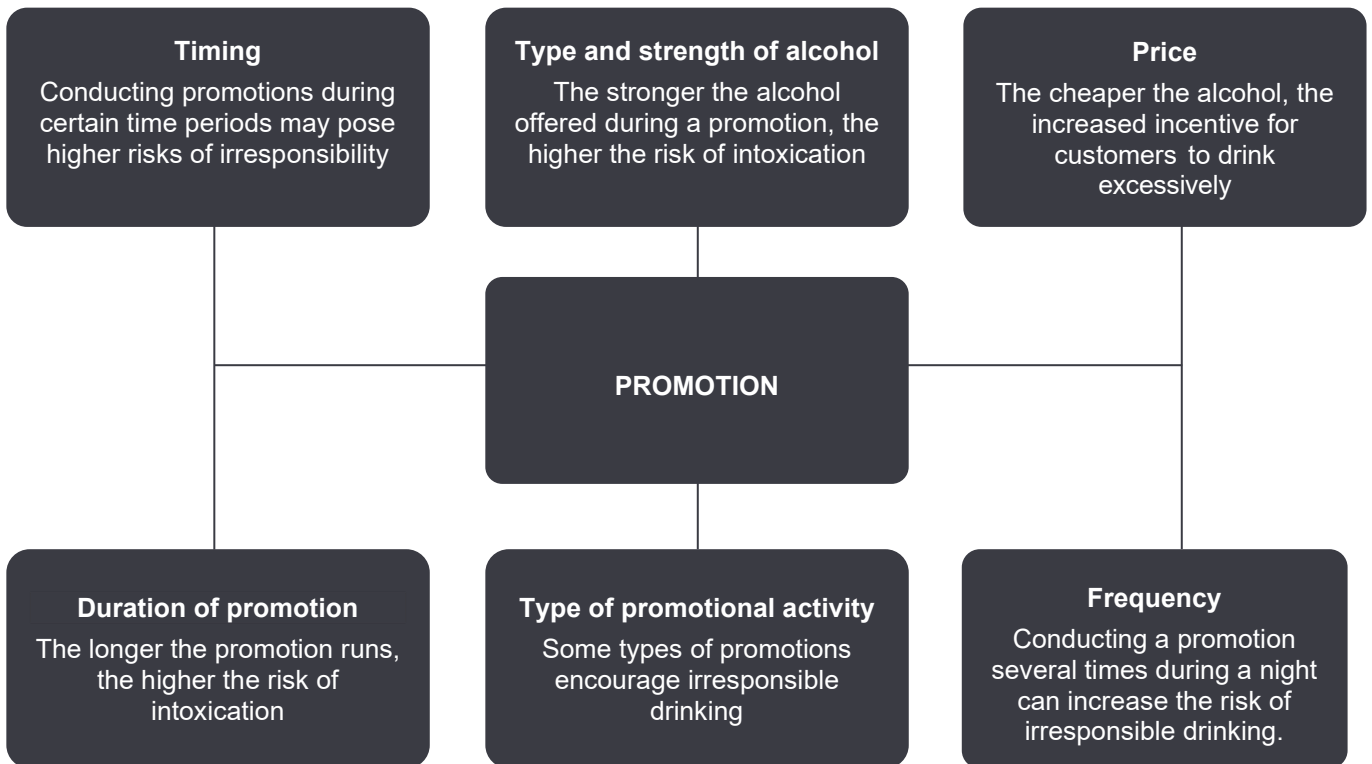 Timing
Conducting promotions during
certain time periods may pose
higher risks of irresponsibility
Type and strength of alcohol
The stronger the alcohol
offered during a promotion, the
higher the risk of intoxication
Price
The cheaper the alcohol, the
increased incentive for
customers to drink
excessively
PROMOTION
Duration of promotion
The longer the promotion runs,
the higher the risk of
intoxication
Type of promotional activity
Some types of promotions
encourage irresponsible
drinking
Frequency
Conducting a promotion
several times during a night
can increase the risk of
irresponsible drinking.